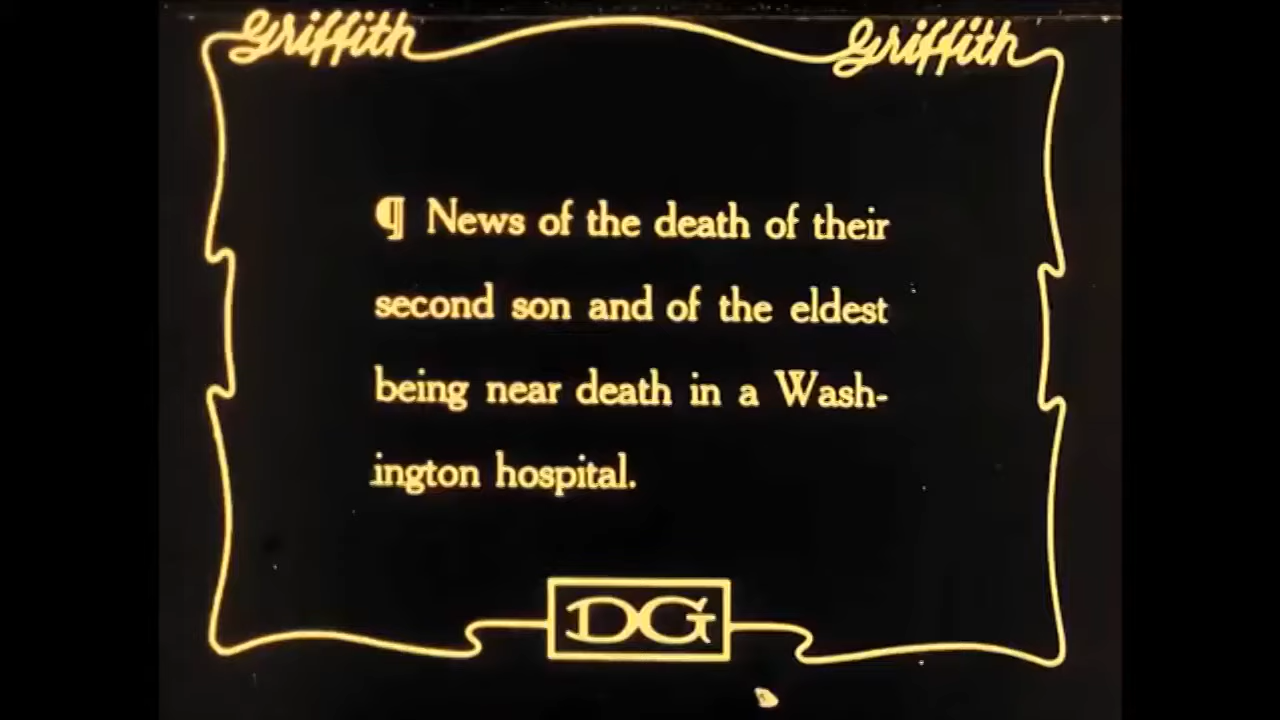 Griffith Griffith
¶ News of the death of their
second son and of the eldest
being near death in a Wash-
ington hospital.
DG